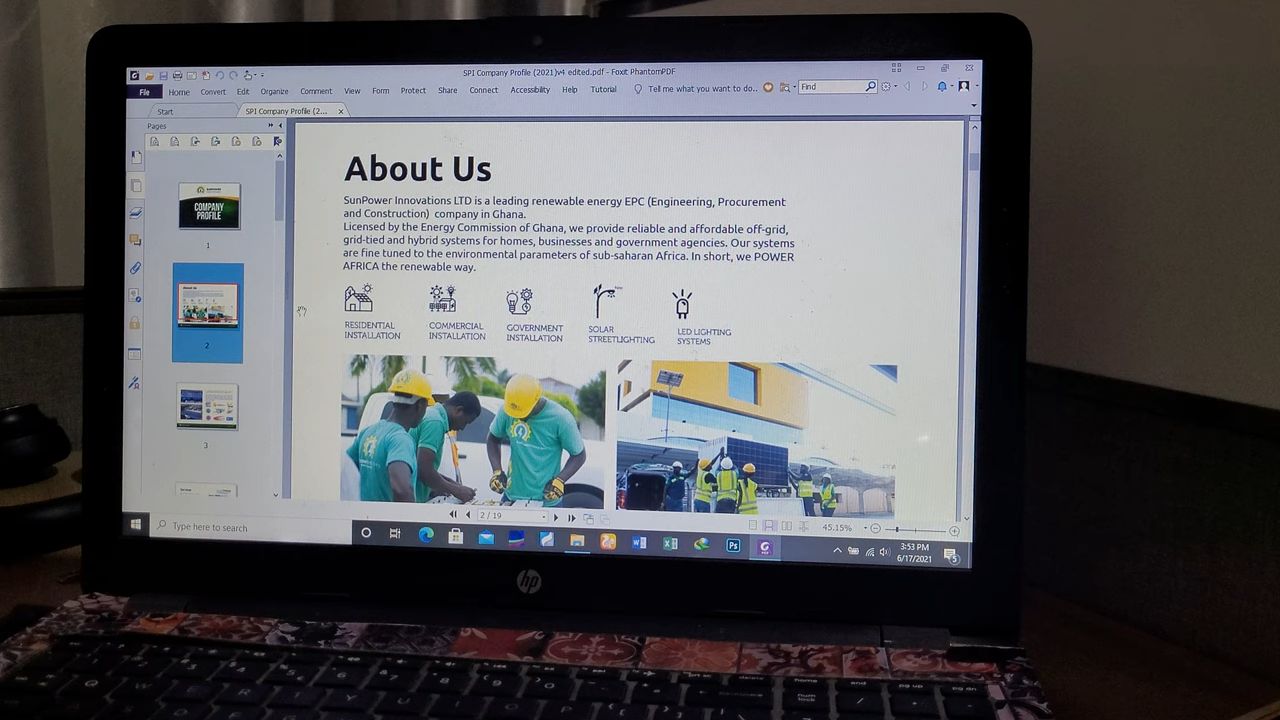 SPI Company Profile (2021)v4 edited.pdf - Foxit PhantomPDF
File Home Convert Edit Organize Comment View Form Protect Share Connect Accessibility Help Tutorial Tell me what you want to do.. Find
Start SPI Company Profile (2...
Pages
COMPANY
PROFILE
1
2
3
About Us
SunPower Innovations LTD is a leading renewable energy EPC (Engineering, Procurement
and Construction) company in Ghana.
Licensed by the Energy Commission of Ghana, we provide reliable and affordable off-grid,
grid-tied and hybrid systems for homes, businesses and government agencies. Our systems
are fine tuned to the environmental parameters of sub-saharan Africa. In short, we POWER
AFRICA the renewable way.
RESIDENTIAL
INSTALLATION
COMMERCIAL
INSTALLATION
GOVERNMENT
INSTALLATION
SOLAR
STREETLIGHTING
LED LIGHTING
SYSTEMS
2 / 19
45.15%
Type here to search
Ps
3:53 PM
6/17/2021
5
hp